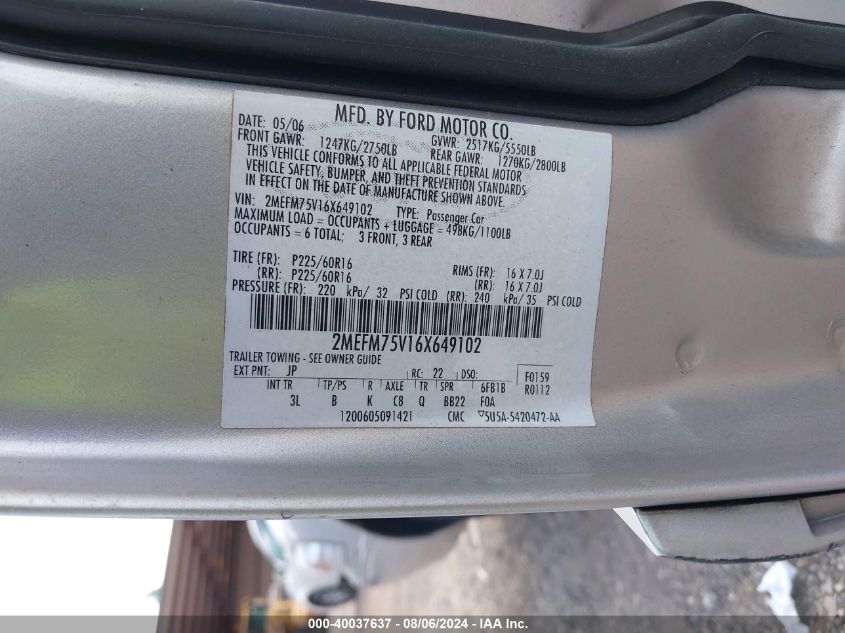 MFD. BY FORD MOTOR CO.
DATE: 05/06 GVWR: 2517KG/5550LB
FRONT GAWR: 1247KG/2750LB REAR GAWR: 1270KG/2800LB
THIS VEHICLE CONFORMS TO ALL APPLICABLE FEDERAL MOTOR
VEHICLE SAFETY, BUMPER, AND THEFT PREVENTION STANDARDS
IN EFFECT ON THE DATE OF MANUFACTURE SHOWN ABOVE.
VIN: 2MEFM75V16X649102 TYPE: Passenger Car
MAXIMUM LOAD = OCCUPANTS + LUGGAGE = 498KG/1100LB
OCCUPANTS = 6 TOTAL; 3 FRONT, 3 REAR
TIRE (FR): P225/60R16 RIMS (FR): 16 X 7.0J
(RR): P225/60R16 (RR): 16 X 7.0J
PRESSURE (FR): 220 kPa/ 32 PSI COLD (RR): 240 kPa/ 35 PSI COLD
2MEFM75V16X649102
TRAILER TOWING - SEE OWNER GUIDE
EXT PNT: JP RC: 22 DSO: F0159
INT TR TP/PS R AXLE TR SPR 6FB1B R0112
3L B K CB Q BB22 F0A
1200605091421 CMC 5U5A-5420472-AA
000-40037637 - 08/06/2024 - IAA Inc.